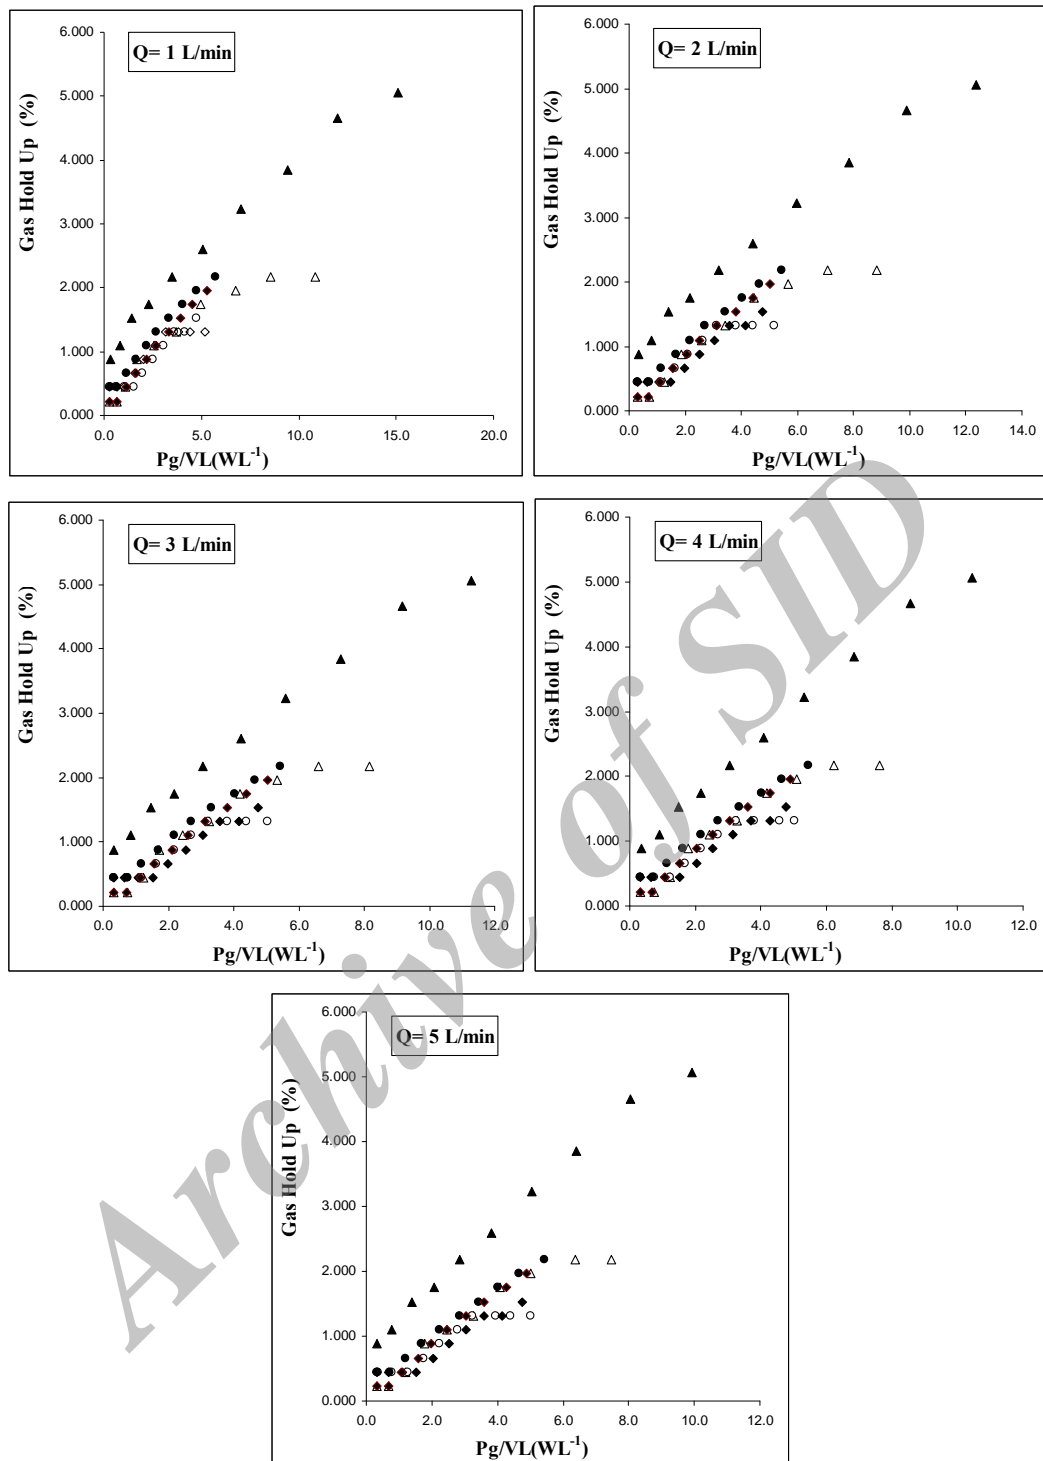 Q= 1 L/min
Gas Hold Up (%)
6.000
5.000
4.000
3.000
2.000
1.000
0.000
0.0 5.0 10.0 15.0 20.0
Pg/VL(WL-1)
Q= 2 L/min
Gas Hold Up (%)
6.000
5.000
4.000
3.000
2.000
1.000
0.000
0.0 2.0 4.0 6.0 8.0 10.0 12.0 14.0
Pg/VL(WL-1)
Q= 3 L/min
Gas Hold Up (%)
6.000
5.000
4.000
3.000
2.000
1.000
0.000
0.0 2.0 4.0 6.0 8.0 10.0 12.0
Pg/VL(WL-1)
Q= 4 L/min
Gas Hold Up (%)
6.000
5.000
4.000
3.000
2.000
1.000
0.000
0.0 2.0 4.0 6.0 8.0 10.0 12.0
Pg/VL(WL-1)
Q= 5 L/min
Gas Hold Up (%)
6.000
5.000
4.000
3.000
2.000
1.000
0.000
0.0 2.0 4.0 6.0 8.0 10.0 12.0
Pg/VL(WL-1)
Archive of SID